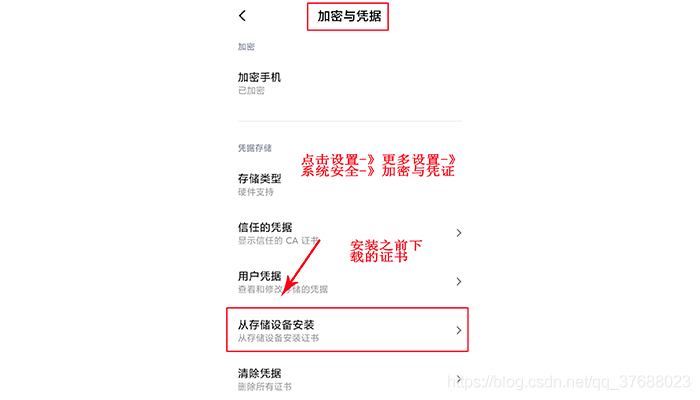 加密与凭据
加密
加密手机
已加密
凭据存储
点击设置-》更多设置-》
系统安全-》加密与凭证
存储类型
硬件支持
信任的凭据
显示信任的 CA 证书
安装之前下
载的证书
用户凭据
查看和修改存储的凭据
从存储设备安装
从存储设备安装证书
清除凭据
删除所有证书
https://blog.csdn.net/qq_37688023